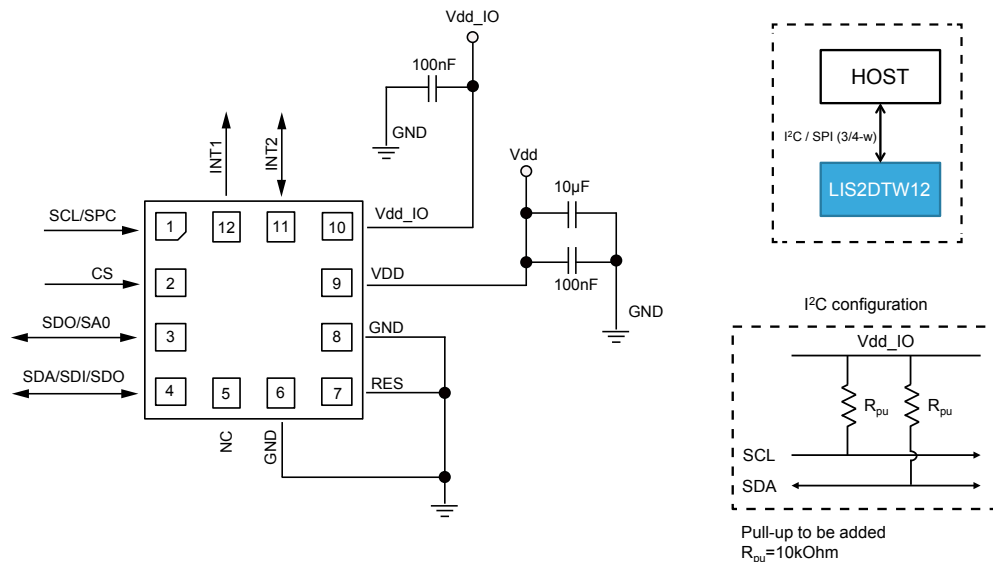 Vdd_IO
100nF
GND
INT1
INT2
Vdd
10µF
100nF
GND
SCL/SPC
CS
SDO/SA0
SDA/SDI/SDO
1
12
11
10
2
9
3
8
4
5
6
7
Vdd_IO
VDD
GND
RES
NC
GND
HOST
I²C / SPI (3/4-w)
LIS2DTW12
I²C configuration
Vdd_IO
Rpu
Rpu
SCL
SDA
Pull-up to be added
Rpu=10kOhm